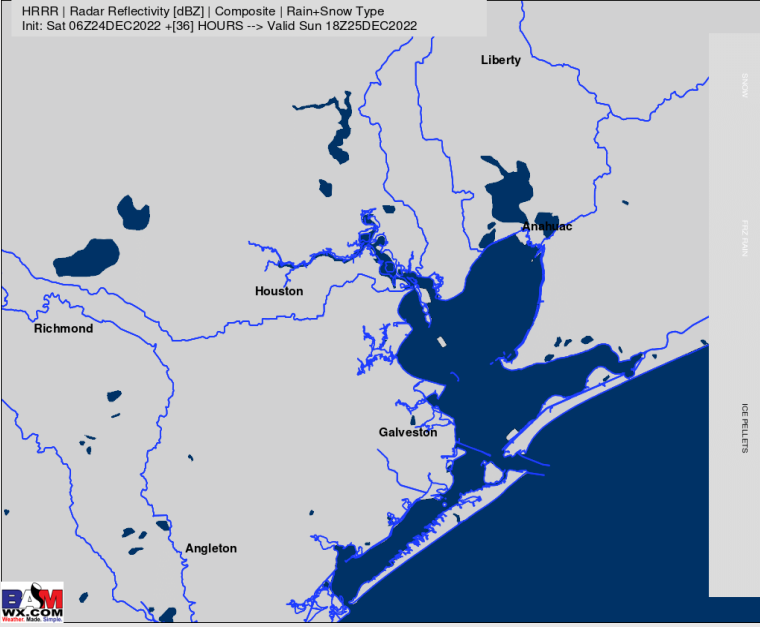 HRRR | Radar Reflectivity [dBZ] | Composite | Rain+Snow Type
Init: Sat 06Z24DEC2022 +[36] HOURS --> Valid Sun 18Z25DEC2022
Liberty
SNOW
Anahuac
FRZ RAIN
Houston
Richmond
ICE PELLETS
Galveston
Angleton
BAM
WX.COM
Weather. Made. Simple.